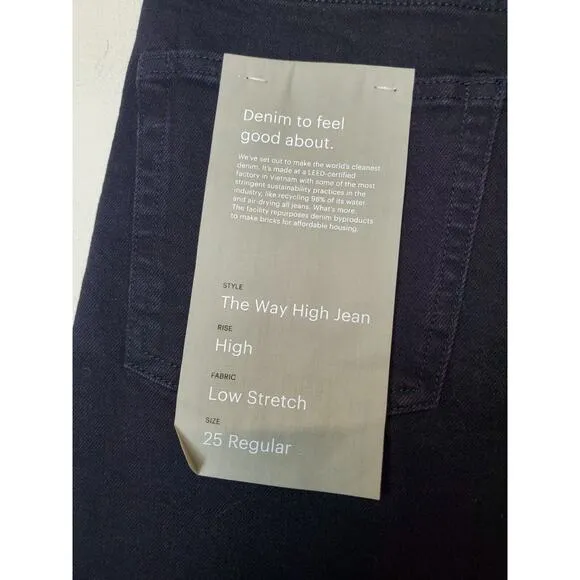 Denim to feel
good about.
We've set out to make the world's cleanest
denim. It's made at a LEED-certified
factory in Vietnam with some of the most
stringent sustainability practices in the
industry, like recycling 98% of its water
and air-drying all jeans. What's more:
The facility repurposes denim byproducts
to make bricks for affordable housing.
STYLE
The Way High Jean
RISE
High
FABRIC
Low Stretch
SIZE
25 Regular